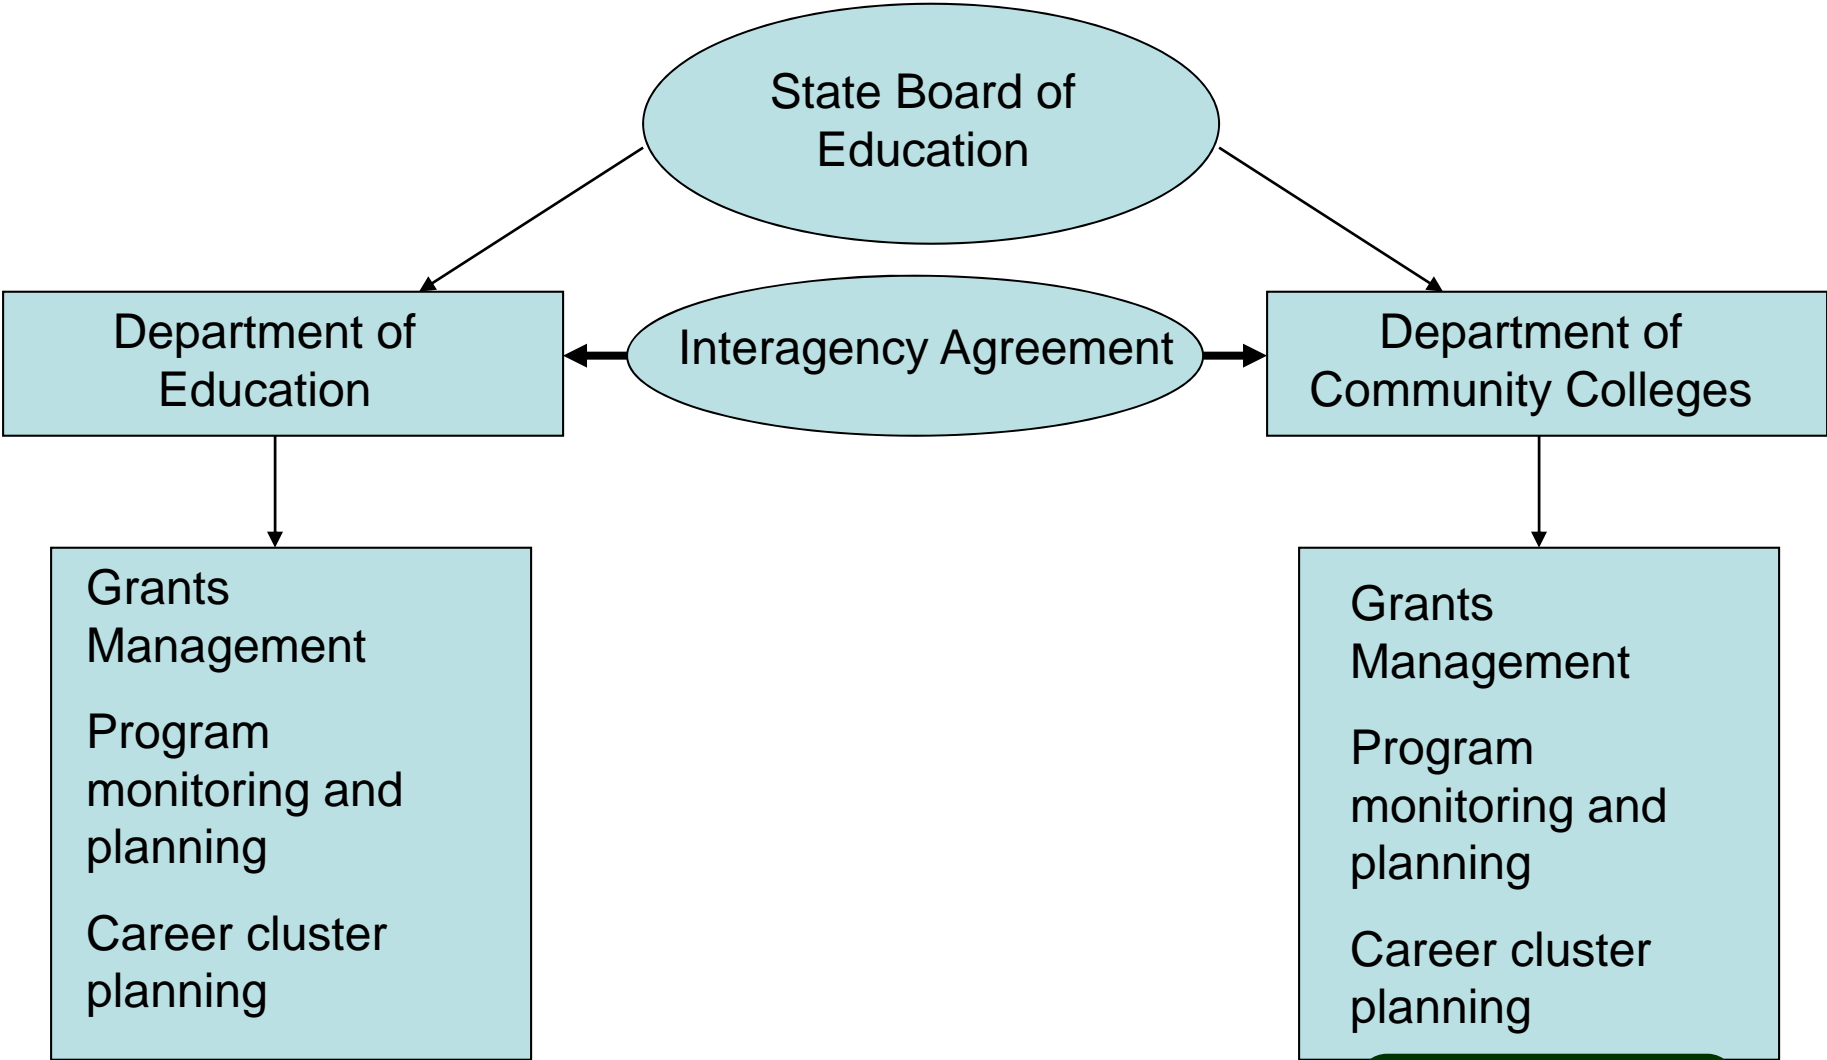 State Board of
Education
Department of
Education
Interagency Agreement
Department of
Community Colleges
Grants
Management
Program
monitoring and
planning
Career cluster
planning
Grants
Management
Program
monitoring and
planning
Career cluster
planning